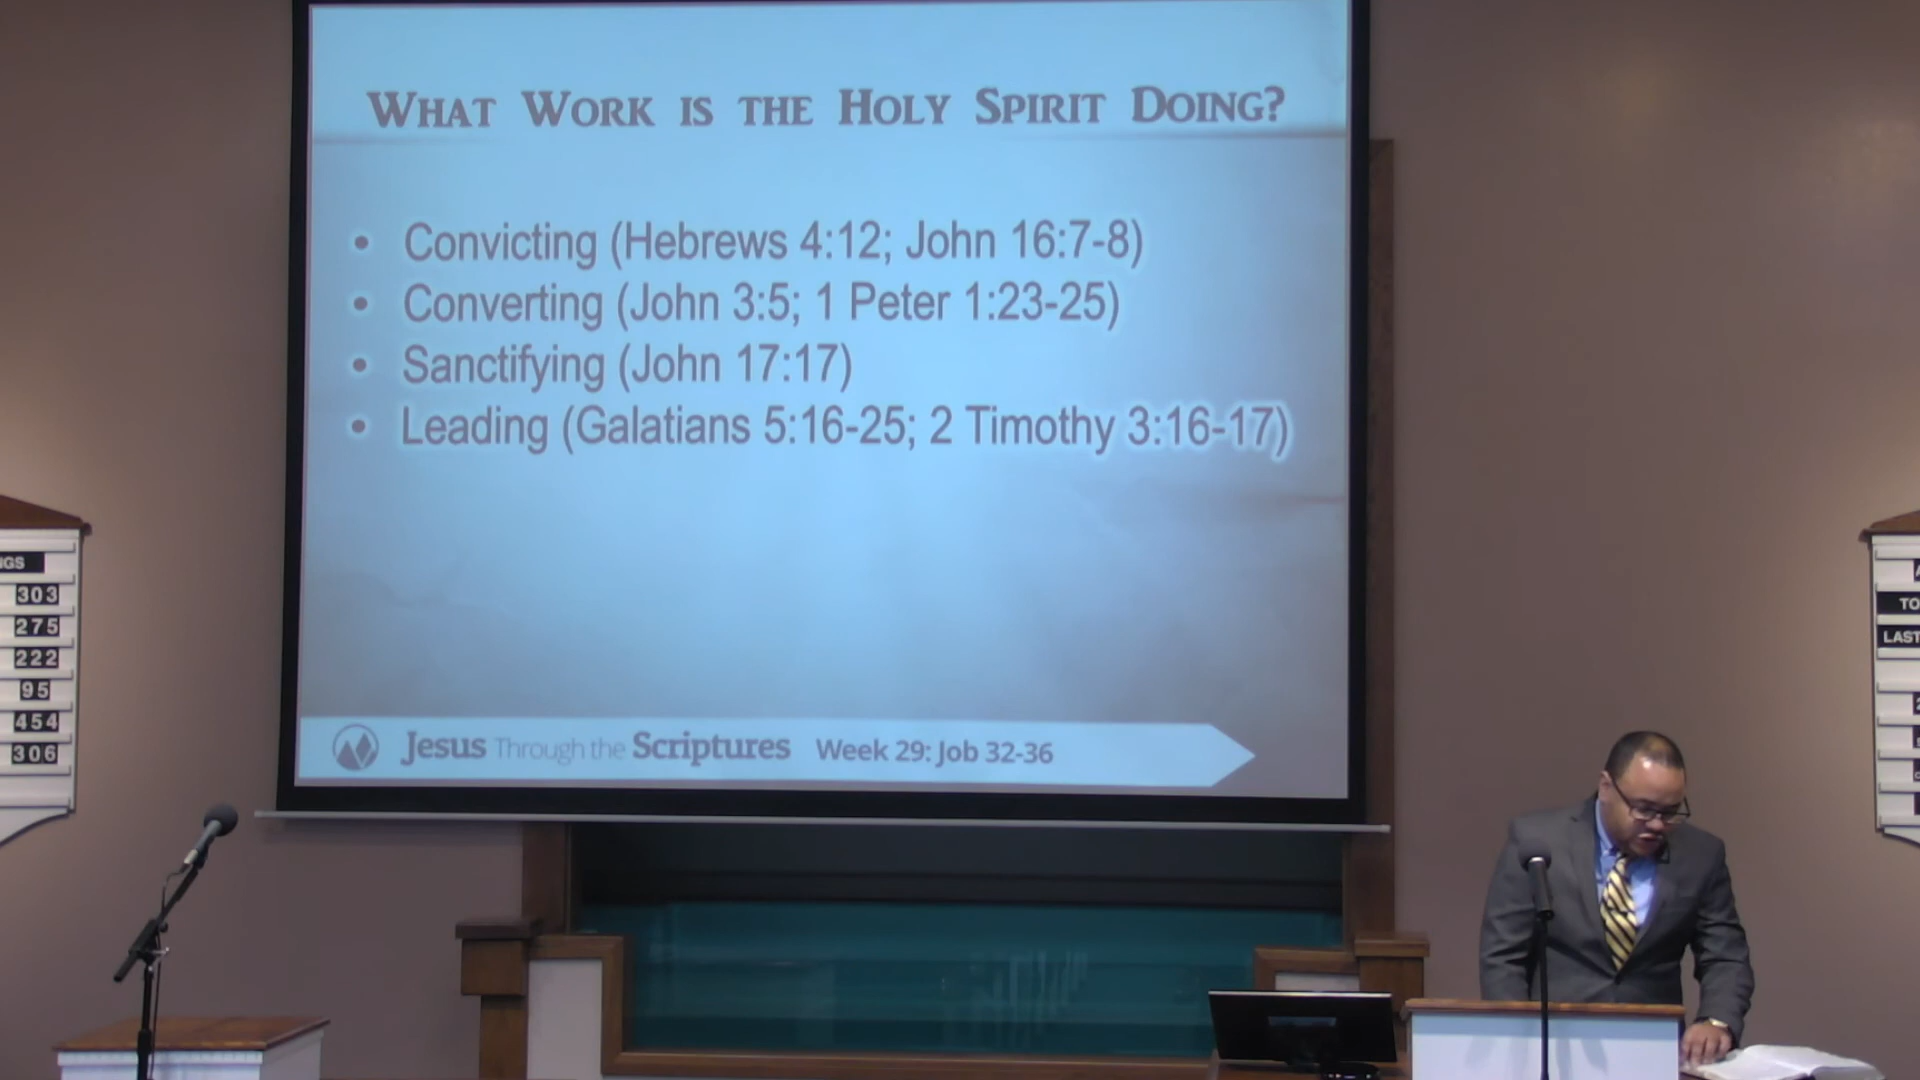 What Work is the Holy Spirit Doing?
• Convicting (Hebrews 4:12; John 16:7-8)
• Converting (John 3:5; 1 Peter 1:23-25)
• Sanctifying (John 17:17)
• Leading (Galatians 5:16-25; 2 Timothy 3:16-17)
Jesus Through the Scriptures Week 29: Job 32-36
NGS
303
275
222
95
454
306
TO
LAST